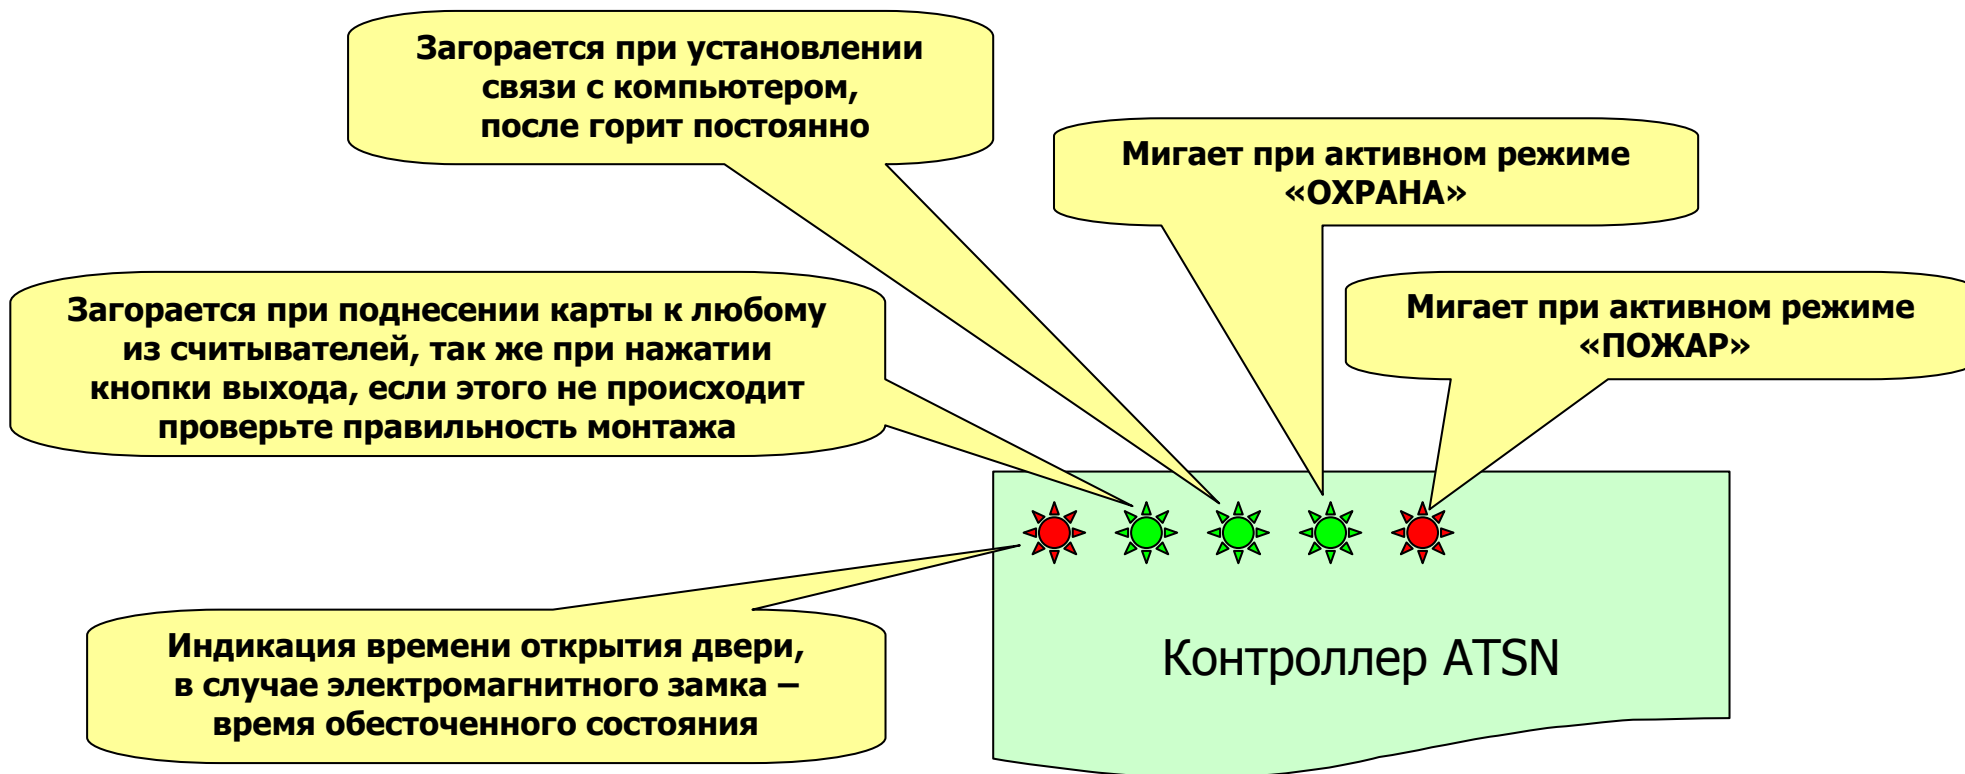 Загорается при установлении
связи с компьютером,
после горит постоянно
Мигает при активном режиме
«ОХРАНА»
Загорается при поднесении карты к любому
из считывателей, так же при нажатии
кнопки выхода, если этого не происходит
проверьте правильность монтажа
Мигает при активном режиме
«ПОЖАР»
Индикация времени открытия двери,
в случае электромагнитного замка –
время обесточенного состояния
Контроллер ATSN